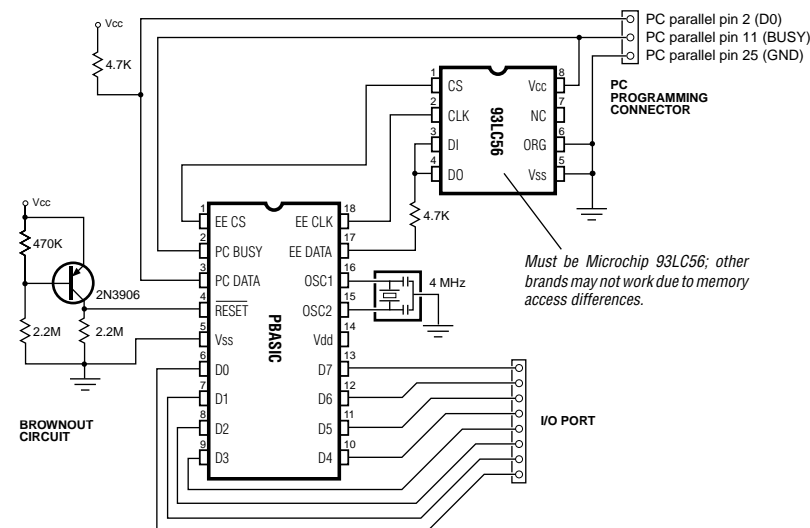 Vcc
4.7K
PC parallel pin 2 (D0)
PC parallel pin 11 (BUSY)
PC parallel pin 25 (GND)
PC
PROGRAMMING
CONNECTOR
1
CS
2
CLK
3
DI
4
DO
93LC56
8
Vcc
7
NC
6
ORG
5
Vss
4.7K
Must be Microchip 93LC56; other
brands may not work due to memory
access differences.
Vcc
470K
2N3906
2.2M
2.2M
BROWNOUT
CIRCUIT
1
EE CS
2
PC BUSY
3
PC DATA
4
RESET
5
Vss
6
D0
7
D1
8
D2
9
D3
PBASIC
18
EE CLK
17
EE DATA
16
OSC1
15
OSC2
14
Vdd
13
D7
12
D6
11
D5
10
D4
4 MHz
I/O PORT